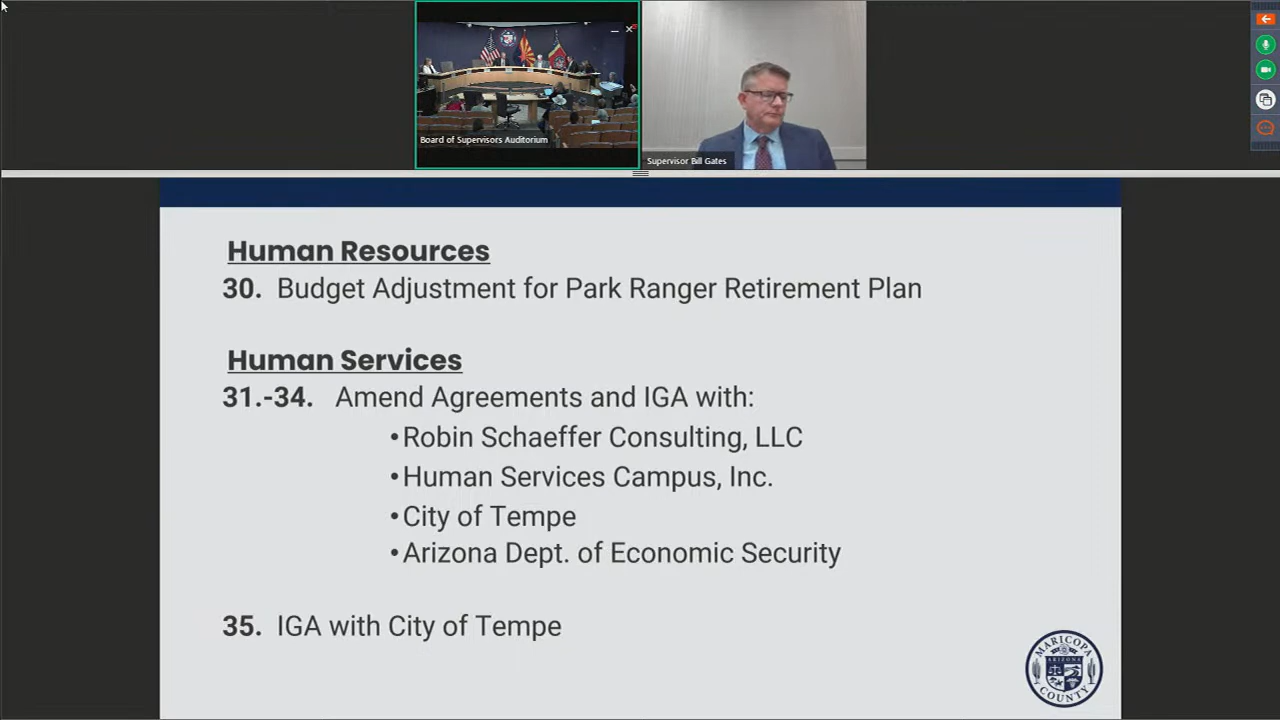 Board of Supervisors Auditorium
Supervisor Bill Gates
Human Resources
30. Budget Adjustment for Park Ranger Retirement Plan
Human Services
31.-34. Amend Agreements and IGA with:
•Robin Schaeffer Consulting, LLC
•Human Services Campus, Inc.
•City of Tempe
•Arizona Dept. of Economic Security
35. IGA with City of Tempe
MARICOPA
ARIZONA
COUNTY